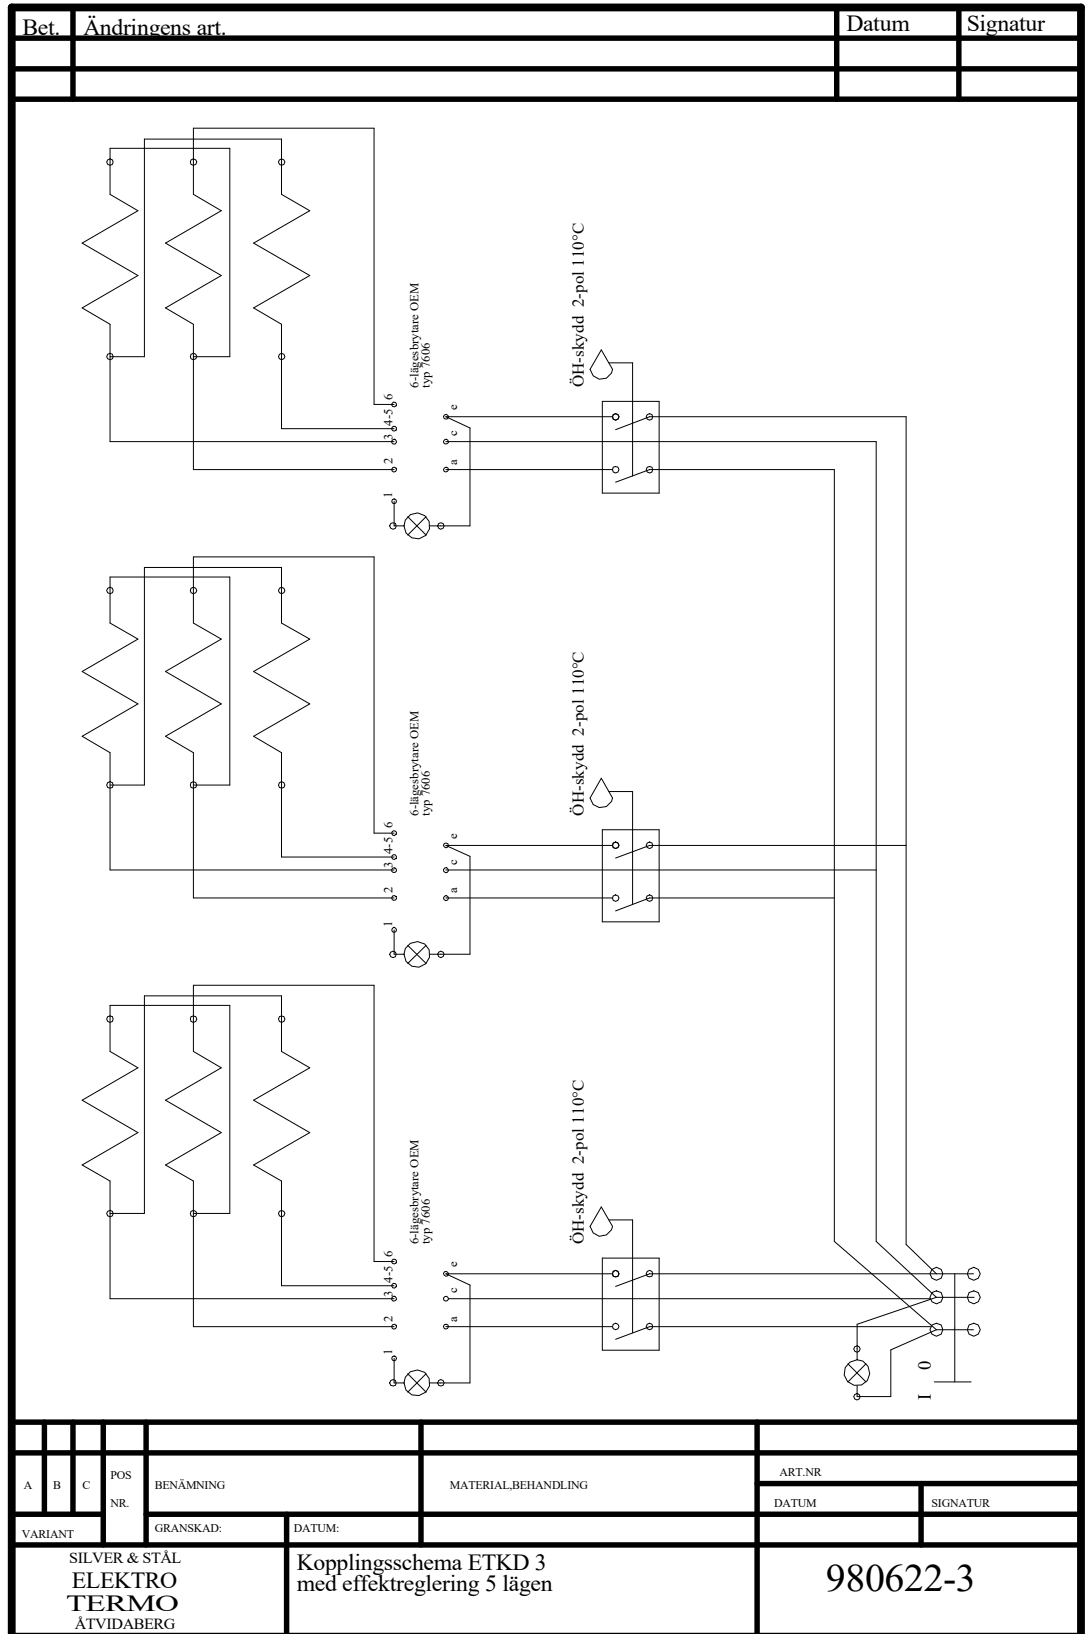 Bet.
Ändringens art.
Datum
Signatur
6-lägesbrytare OEM
typ 7606
ÖH-skydd 2-pol 110°C
1
2
3
4-5
6
a
c
e
6-lägesbrytare OEM
typ 7606
ÖH-skydd 2-pol 110°C
1
2
3
4-5
6
a
c
e
6-lägesbrytare OEM
typ 7606
ÖH-skydd 2-pol 110°C
1
2
3
4-5
6
a
c
e
I 0
A
B
C
POS
NR.
BENÄMNING
MATERIAL,BEHANDLING
ART.NR
DATUM
SIGNATUR
VARIANT
GRANSKAD:
DATUM:
SILVER & STÅL
ELEKTRO
TERMO
ÅTVIDABERG
Kopplingsschema ETKD 3
med effektreglering 5 lägen
980622-3